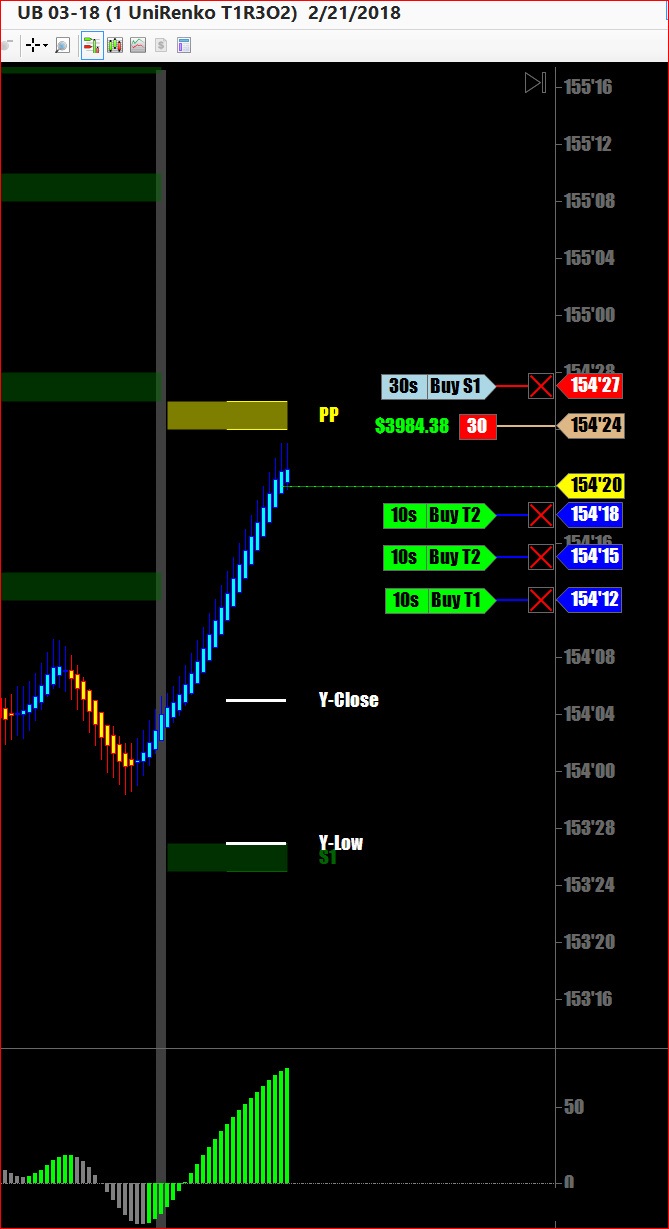 UB 03-18 (1 UniRenko T1R3O2)  2/21/2018
155'16
155'12
155'08
155'04
155'00
154'28
30s Buy S1 154'27
PP
$3984.38 30 154'24
154'20
10s Buy T2 154'18
154'16
10s Buy T2 154'15
10s Buy T1 154'12
154'08
Y-Close
154'04
154'00
153'28
Y-Low
S1
153'24
153'20
153'16
50
0